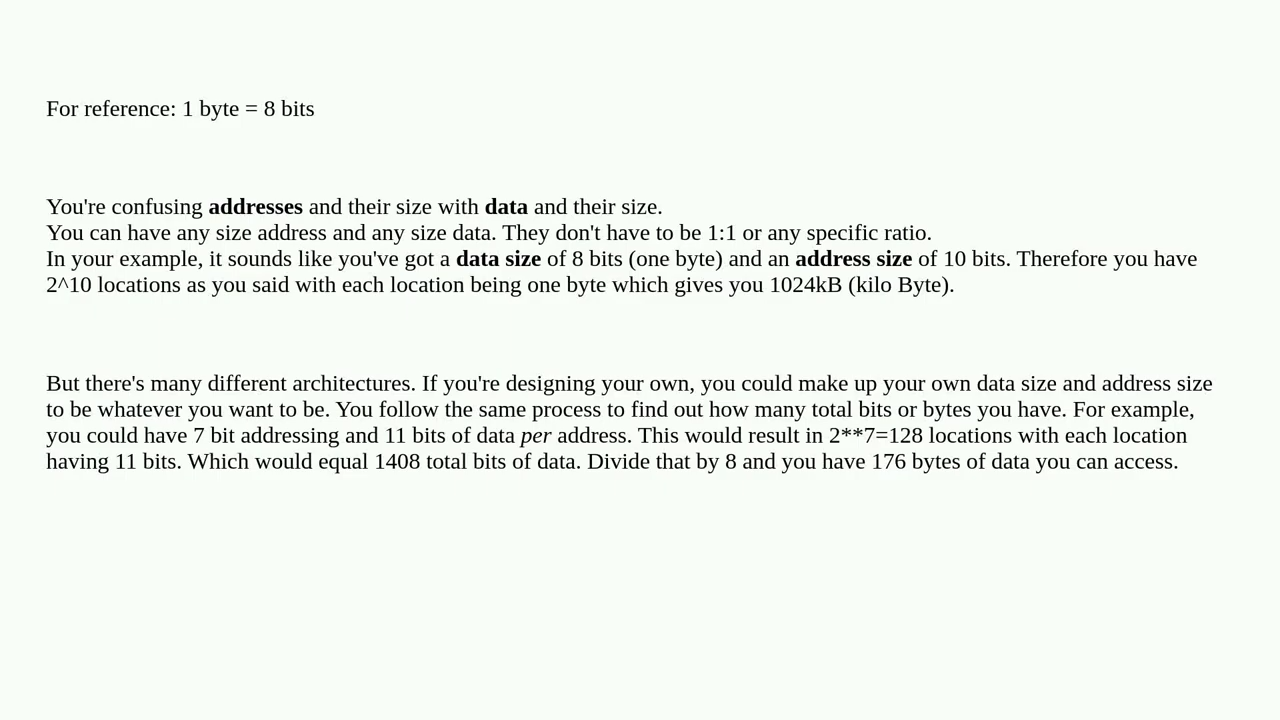 For reference: 1 byte = 8 bits
You're confusing addresses and their size with data and their size.
You can have any size address and any size data. They don't have to be 1:1 or any specific ratio.
In your example, it sounds like you've got a data size of 8 bits (one byte) and an address size of 10 bits. Therefore you have
2^10 locations as you said with each location being one byte which gives you 1024kB (kilo Byte).
But there's many different architectures. If you're designing your own, you could make up your own data size and address size
to be whatever you want to be. You follow the same process to find out how many total bits or bytes you have. For example,
you could have 7 bit addressing and 11 bits of data per address. This would result in 2**7=128 locations with each location
having 11 bits. Which would equal 1408 total bits of data. Divide that by 8 and you have 176 bytes of data you can access.